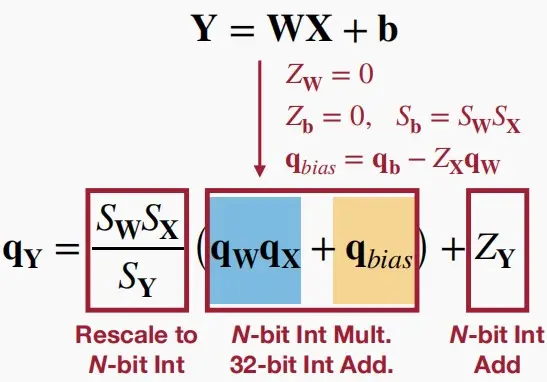 Y = WX + b
Z_W = 0
Z_b = 0, S_b = S_W S_X
q_bias = q_b − Z_X q_W
q_Y = \frac{S_W S_X}{S_Y} (q_W q_X + q_bias) + Z_Y
Rescale to N-bit Int
N-bit Int Mult.
32-bit Int Add.
N-bit Int Add